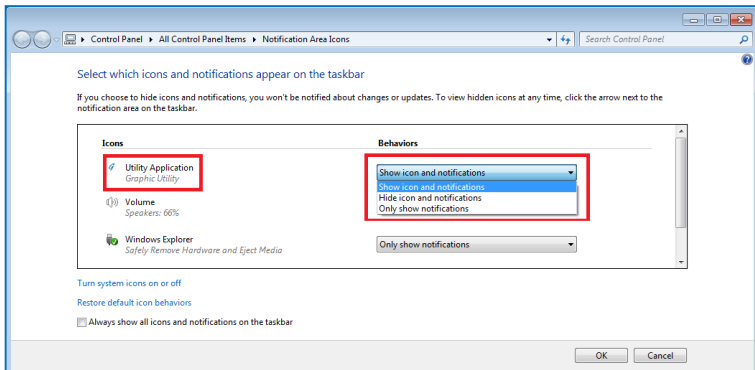 Control Panel ▸ All Control Panel Items ▸ Notification Area Icons
Search Control Panel
Select which icons and notifications appear on the taskbar
If you choose to hide icons and notifications, you won't be notified about changes or updates. To view hidden icons at any time, click the arrow next to the
notification area on the taskbar.
Icons Behaviors
Utility Application
Graphic Utility
Show icon and notifications
Show icon and notifications
Hide icon and notifications
Only show notifications
Volume
Speakers: 66%
Windows Explorer
Safely Remove Hardware and Eject Media
Only show notifications
Turn system icons on or off
Restore default icon behaviors
Always show all icons and notifications on the taskbar
OK Cancel